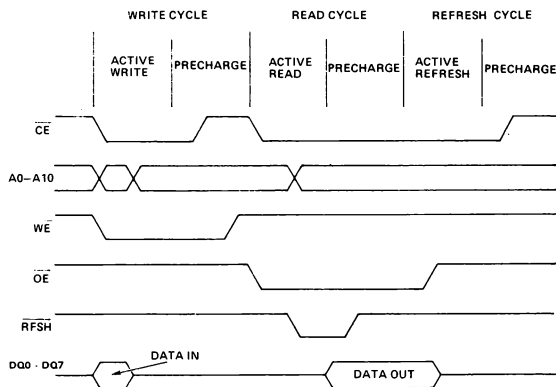 WRITE CYCLE READ CYCLE REFRESH CYCLE
ACTIVE WRITE PRECHARGE ACTIVE READ PRECHARGE ACTIVE REFRESH PRECHARGE
CE
A0–A10
WE
OE
RFSH
DQ0 - DQ7 DATA IN DATA OUT